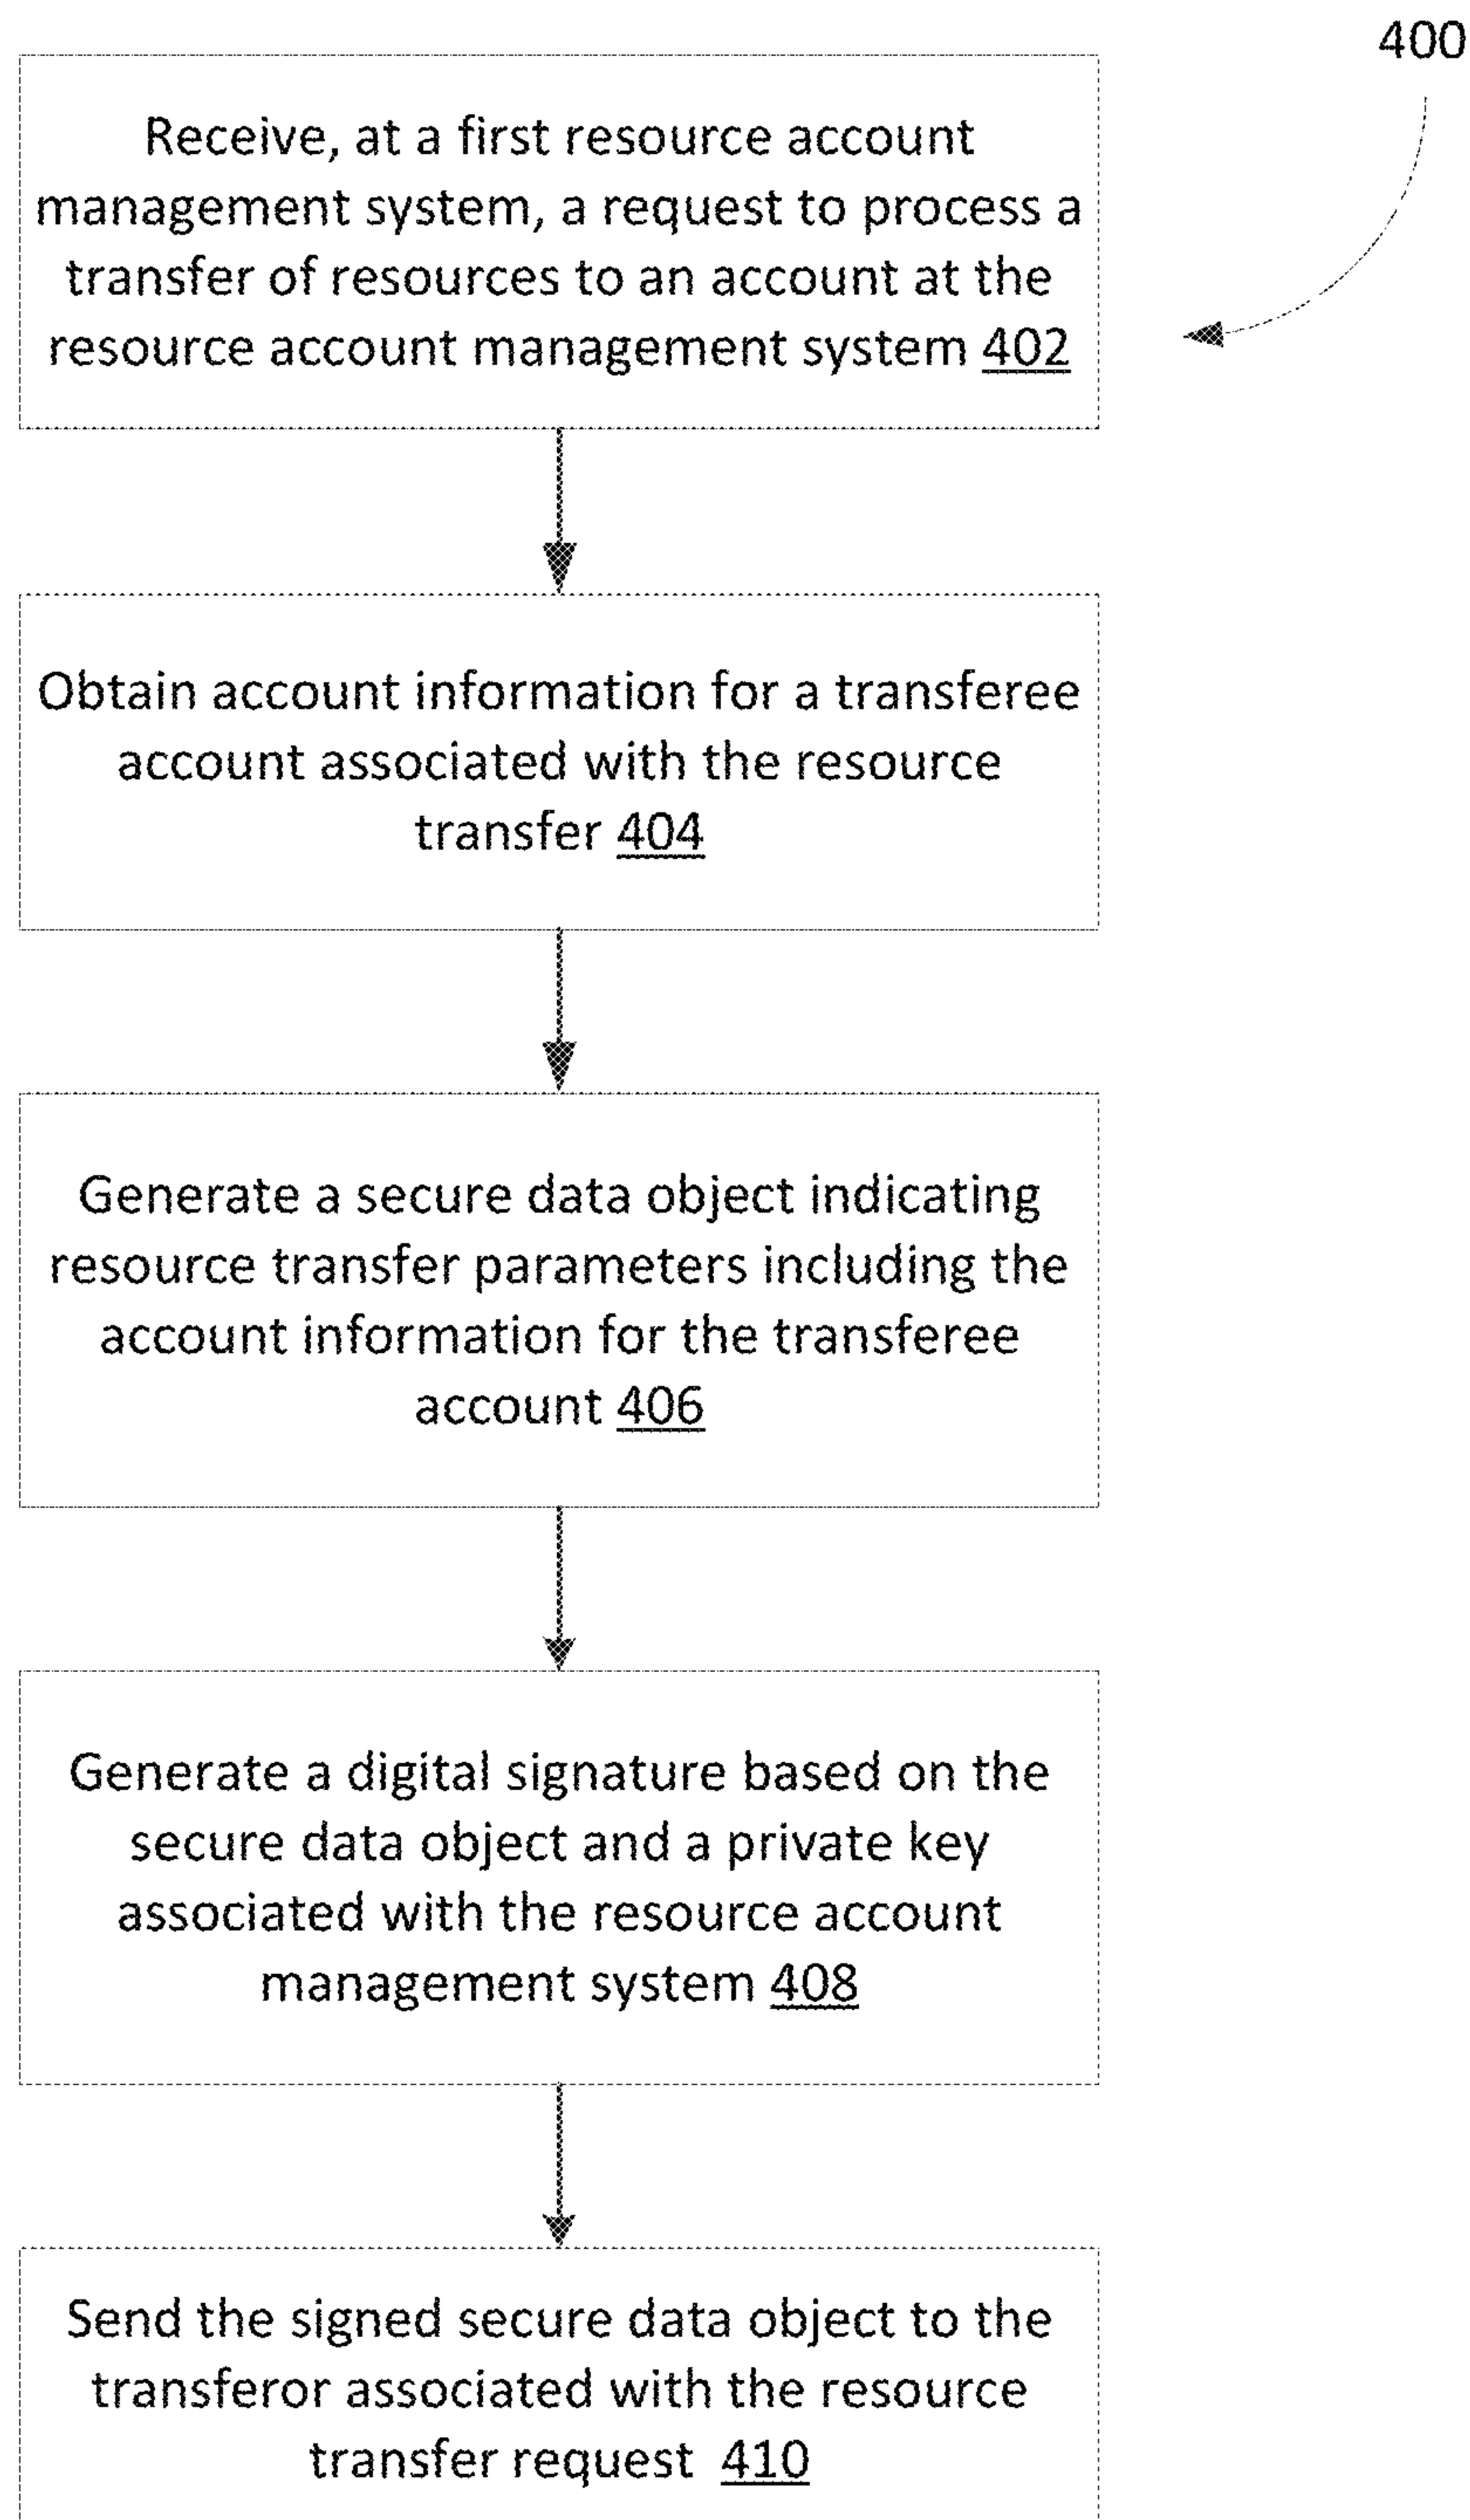 400
Receive, at a first resource account
management system, a request to process a
transfer of resources to an account at the
resource account management system 402
Obtain account information for a transferee
account associated with the resource
transfer 404
Generate a secure data object indicating
resource transfer parameters including the
account information for the transferee
account 406
Generate a digital signature based on the
secure data object and a private key
associated with the resource account
management system 408
Send the signed secure data object to the
transferor associated with the resource
transfer request 410